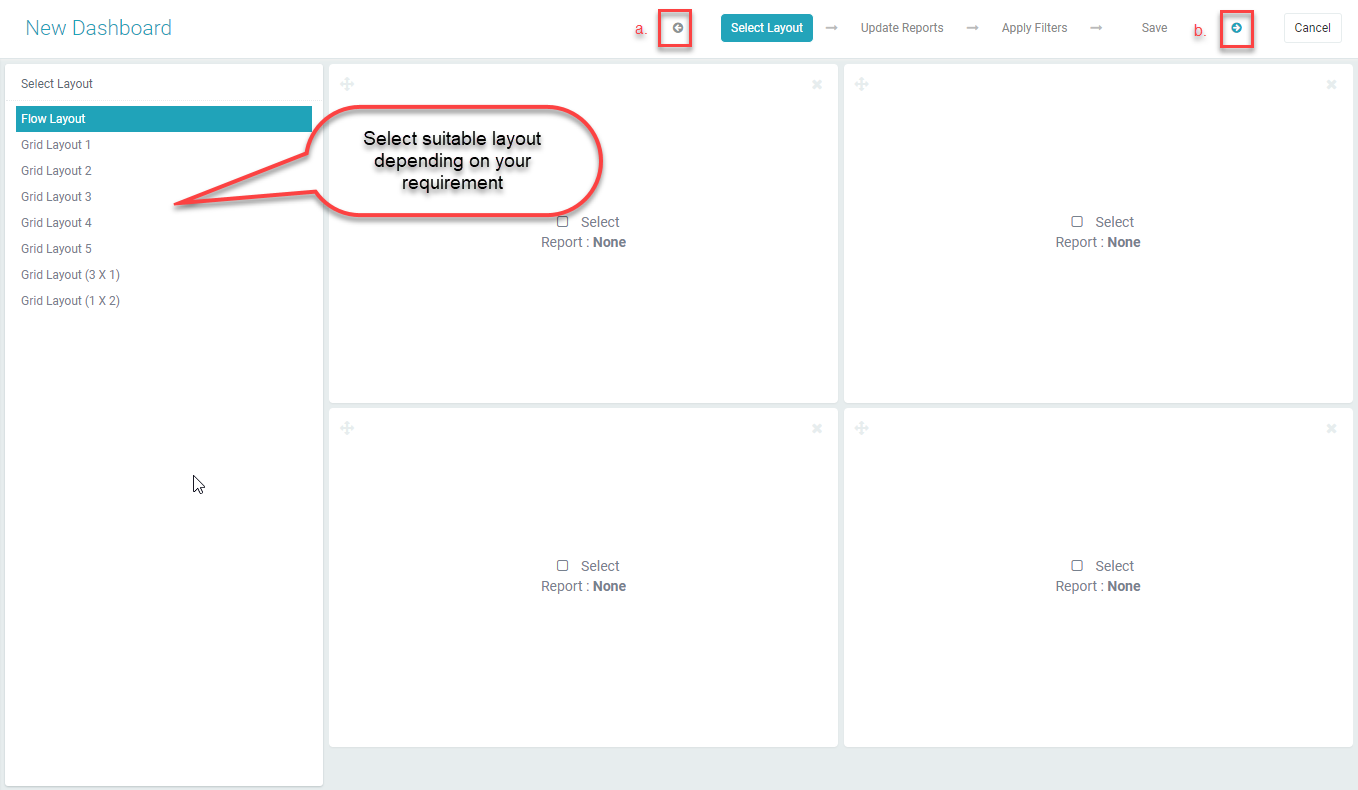 New Dashboard
a.
Select Layout
Update Reports
Apply Filters
Save
b.
Cancel
Select Layout
Flow Layout
Grid Layout 1
Grid Layout 2
Grid Layout 3
Grid Layout 4
Grid Layout 5
Grid Layout (3 X 1)
Grid Layout (1 X 2)
Select suitable layout
depending on your
requirement
Select
Report : None
Select
Report : None
Select
Report : None
Select
Report : None